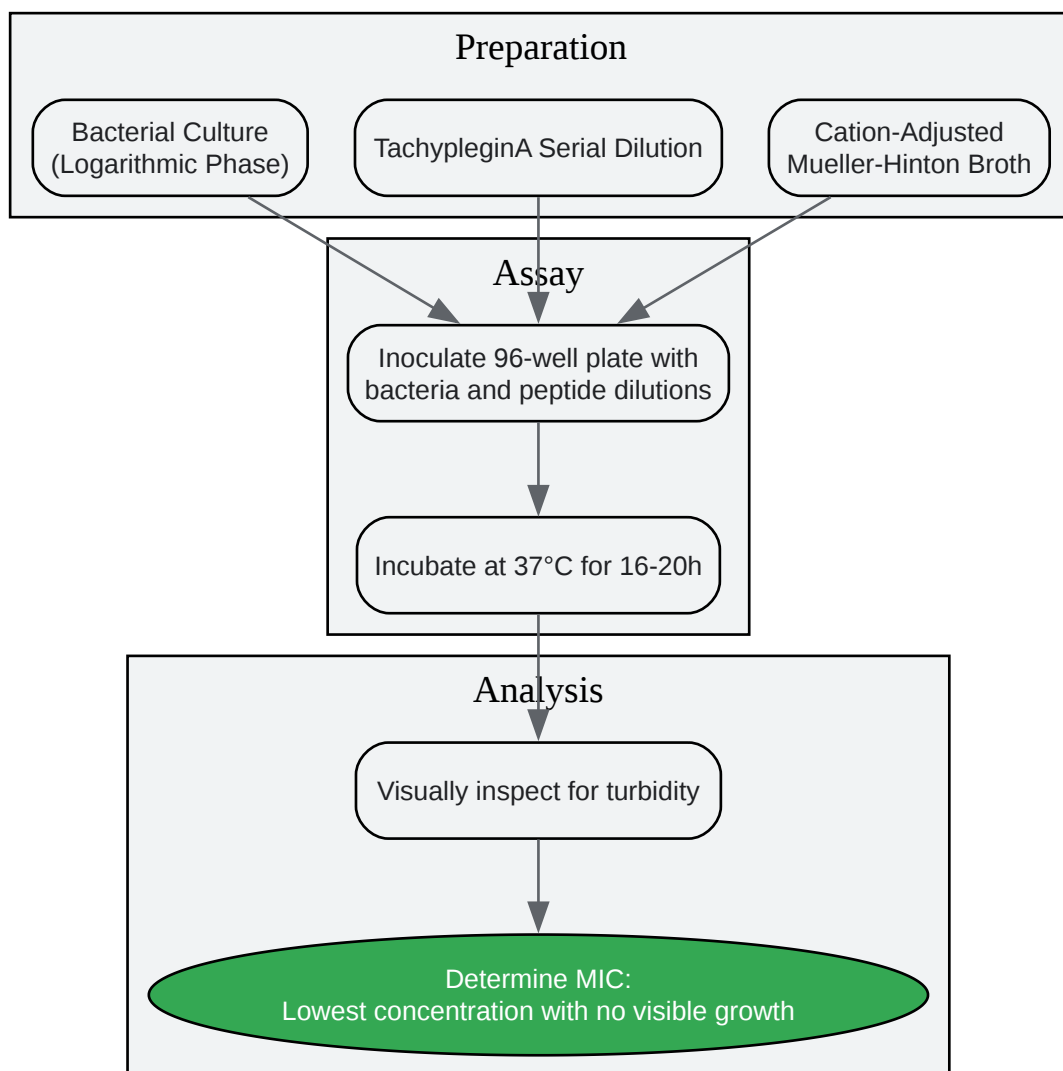 Preparation
Bacterial Culture
(Logarithmic Phase)
TachypleginA Serial Dilution
Cation-Adjusted
Mueller-Hinton Broth
Assay
Inoculate 96-well plate with
bacteria and peptide dilutions
Incubate at 37°C for 16-20h
Analysis
Visually inspect for turbidity
Determine MIC:
Lowest concentration with no visible growth